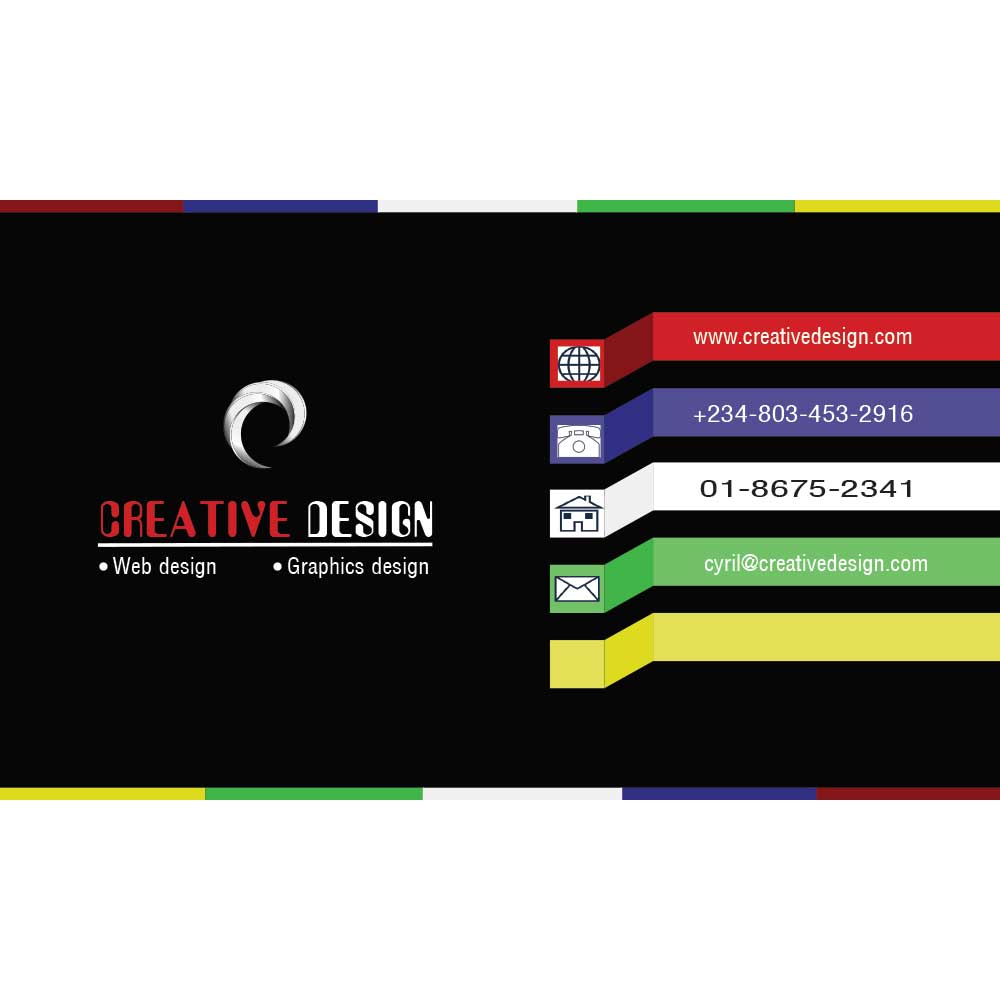 CREATIVE DESIGN
• Web design • Graphics design
www.creativedesign.com
+234-803-453-2916
01-8675-2341
cyril@creativedesign.com